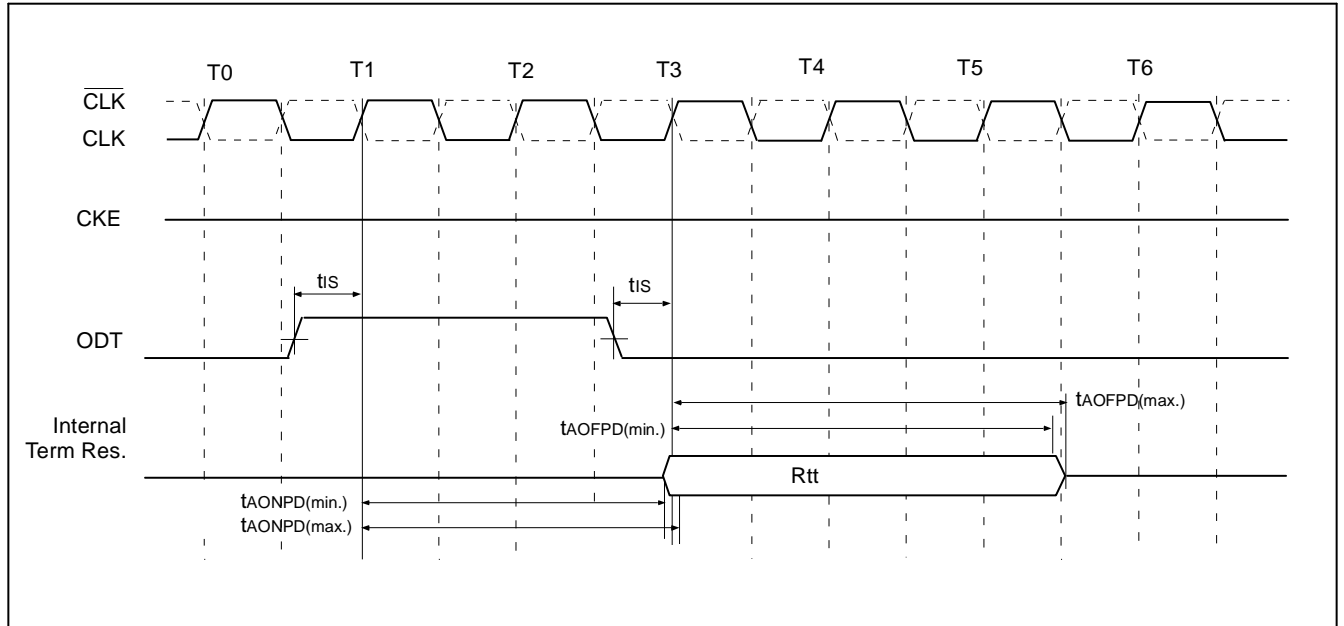 T0 T1 T2 T3 T4 T5 T6
CLK
CLK
CKE
tIS
tIS
ODT
tAOFPD(max.)
tAOFPD(min.)
Internal
Term Res.
Rtt
tAONPD(min.)
tAONPD(max.)